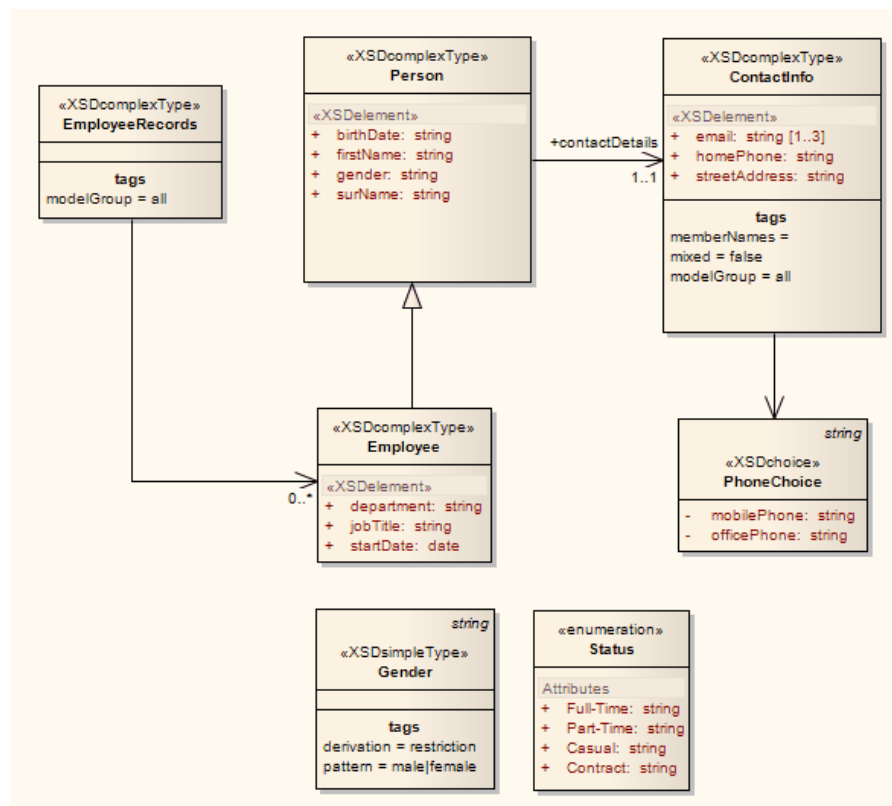 «XSDcomplexType»
EmployeeRecords
tags
modelGroup = all
«XSDcomplexType»
Person
«XSDelement»
+ birthDate: string
+ firstName: string
+ gender: string
+ surName: string
+contactDetails
1..1
«XSDcomplexType»
ContactInfo
«XSDelement»
+ email: string [1..3]
+ homePhone: string
+ streetAddress: string
tags
memberNames =
mixed = false
modelGroup = all
0..*
«XSDcomplexType»
Employee
«XSDelement»
+ department: string
+ jobTitle: string
+ startDate: date
string
«XSDchoice»
PhoneChoice
- mobilePhone: string
- officePhone: string
string
«XSDsimpleType»
Gender
tags
derivation = restriction
pattern = male|female
«enumeration»
Status
Attributes
+ Full-Time: string
+ Part-Time: string
+ Casual: string
+ Contract: string